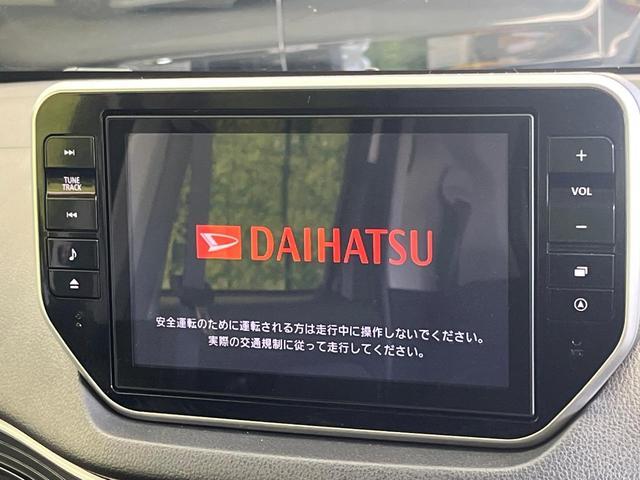 TUNE
TRACK
VOL
DAIHATSU
安全運転のために運転される方は走行中に操作しないでください。
実際の交通規制に従って走行してください。